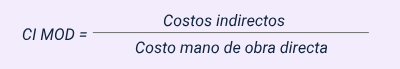 Costos indirectos
CI MOD =
Costo mano de obra directa